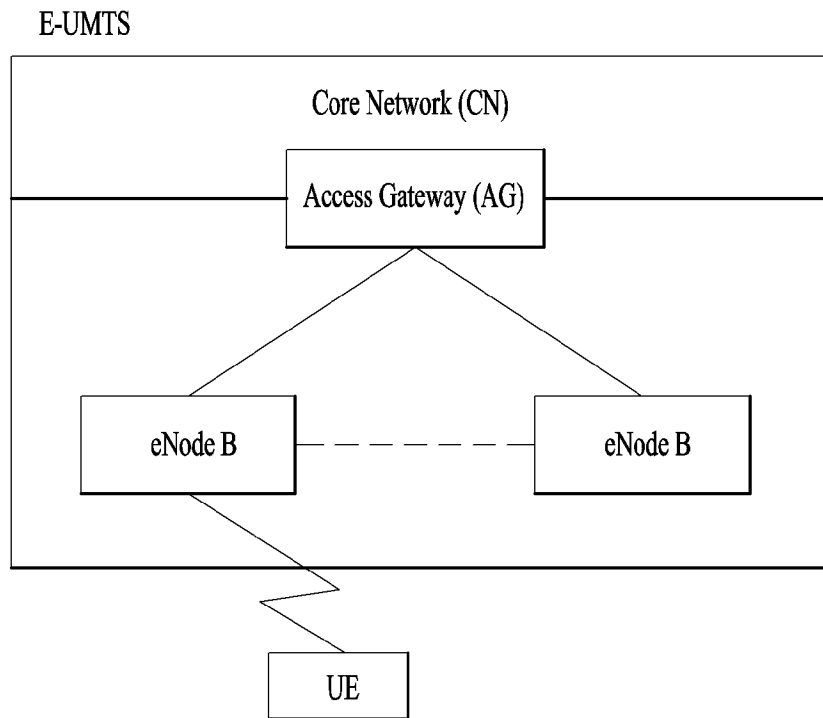 E-UMTS
Core Network (CN)
Access Gateway (AG)
eNode B
eNode B
UE